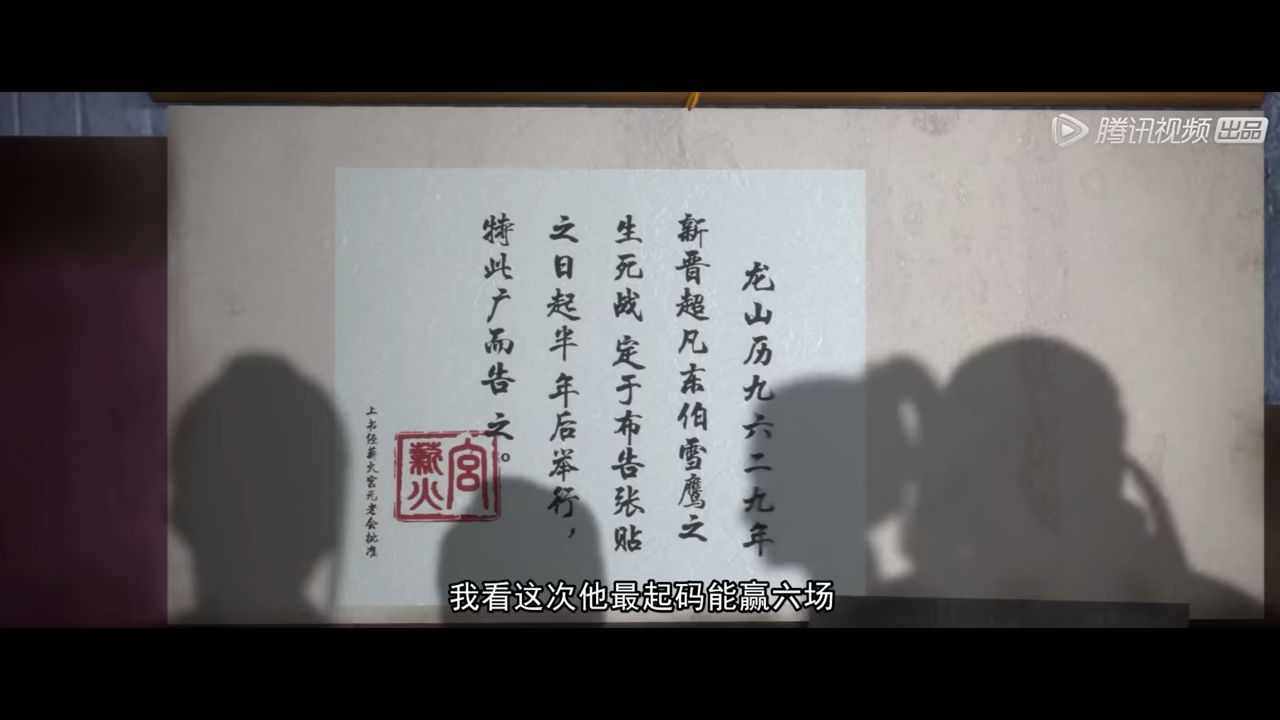 腾讯视频 出品
龙山历九六二九年
新晋超凡东伯雪鹰之
生死战 定于布告张贴
之日起半年后举行，
特此广而告之。
上书经薪火宫元老会批准
薪火宫
我看这次他最起码能赢六场